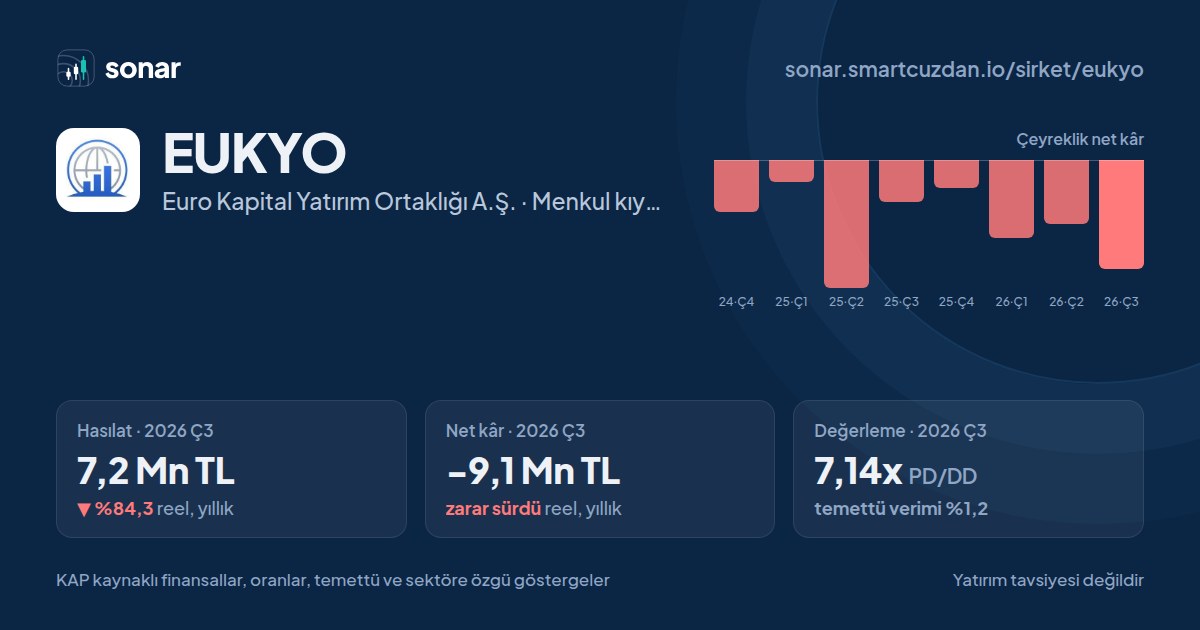 sonar
sonar.smartcuzdan.io/sirket/eukyo
EUKYO
Euro Kapital Yatırım Ortaklığı A.Ş. · Menkul kıy...
Çeyreklik net kâr
24·Ç4 25·Ç1 25·Ç2 25·Ç3 25·Ç4 26·Ç1 26·Ç2 26·Ç3
Hasılat · 2026 Ç3
7,2 Mn TL
▼ %84,3 reel, yıllık
Net kâr · 2026 Ç3
−9,1 Mn TL
zarar sürdü reel, yıllık
Değerleme · 2026 Ç3
7,14x PD/DD
temettü verimi %1,2
KAP kaynaklı finansallar, oranlar, temettü ve sektöre özgü göstergeler
Yatırım tavsiyesi değildir